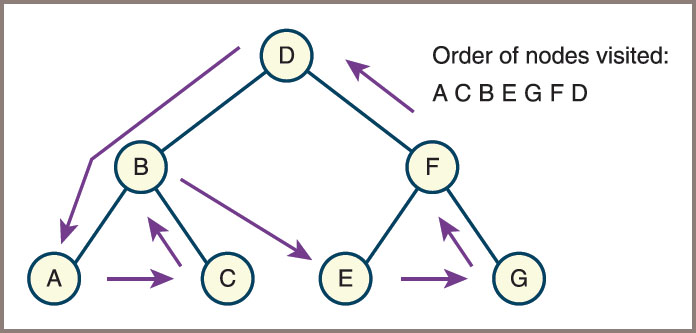 D
Order of nodes visited:
A C B E G F D
B
F
A
C
E
G